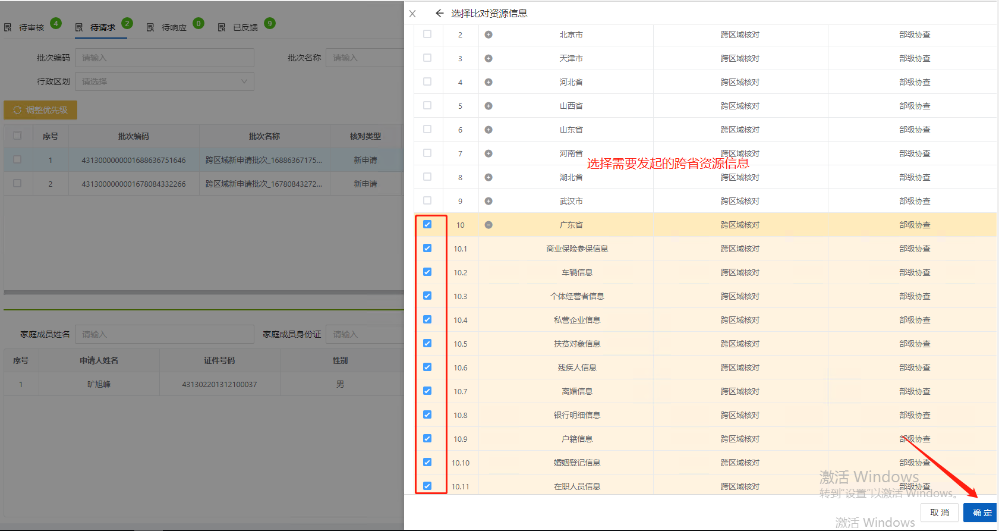 待审核 4 待请求 2 待响应 0 已反馈 9
批次编码 请输入 批次名称 请输入
行政区划 请选择
调整优先级
序号 批次编码 批次名称 核对类型
1 4313000000001688636751646 跨区域新申请批次_16886367175... 新申请
2 4313000000001678084332266 跨区域新申请批次_16780843272... 新申请
家庭成员姓名 请输入 家庭成员身份证 请输入
序号 申请人姓名 证件号码 性别
1 旷旭峰 431302201312100037 男
选择比对资源信息
2 北京市 跨区域核对 部级协查
3 天津市 跨区域核对 部级协查
4 河北省 跨区域核对 部级协查
5 山西省 跨区域核对 部级协查
6 山东省 跨区域核对 部级协查
7 河南省 跨区域核对 部级协查
选择需要发起的跨省资源信息
8 湖北省 跨区域核对 部级协查
9 武汉市 跨区域核对 部级协查
10 广东省 跨区域核对 部级协查
10.1 商业保险参保信息 跨区域核对 部级协查
10.2 车辆信息 跨区域核对 部级协查
10.3 个体经营者信息 跨区域核对 部级协查
10.4 私营企业信息 跨区域核对 部级协查
10.5 扶贫对象信息 跨区域核对 部级协查
10.6 残疾人信息 跨区域核对 部级协查
10.7 离婚信息 跨区域核对 部级协查
10.8 银行明细信息 跨区域核对 部级协查
10.9 户籍信息 跨区域核对 部级协查
10.10 婚姻登记信息 跨区域核对 部级协查
10.11 在职人员信息 跨区域核对 部级协查
激活 Windows
转到"设置"以激活 Windows。
取 消 确 定
激活 Windows